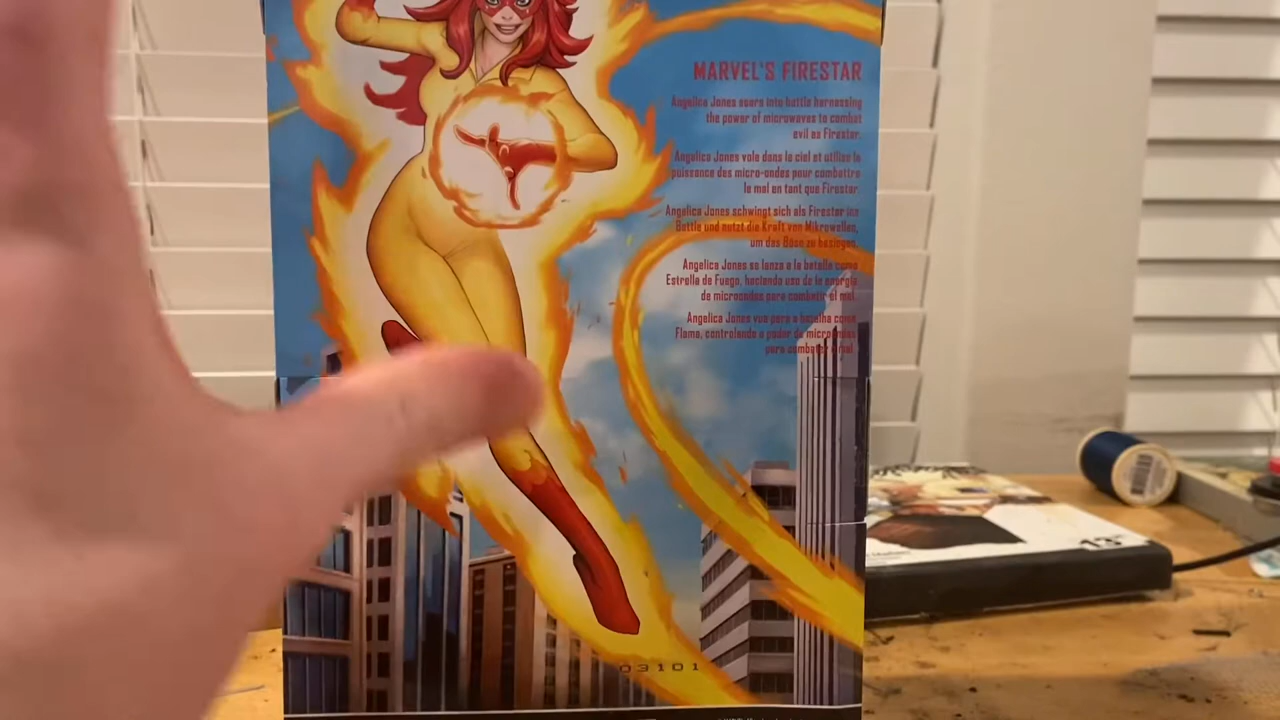 MARVEL'S FIRESTAR
Angelica Jones soars into battle harnessing
the power of microwaves to combat
evil as Firestar.
Angelica Jones vole dans le ciel et utilise la
puissance des micro-ondes pour combattre
le mal en tant que Firestar.
Angelica Jones schwingt sich als Firestar ins
Battle und nutzt die Kraft von Mikrowellen,
um das Böse zu besiegen.
Angelica Jones se lanza a la batalla como
Estrella de Fuego, haciendo uso de la energía
de microondas para combatir el mal.
Angelica Jones voa para a batalha como
Flama, controlando o poder de microondas
para combater o mal.
03101
13